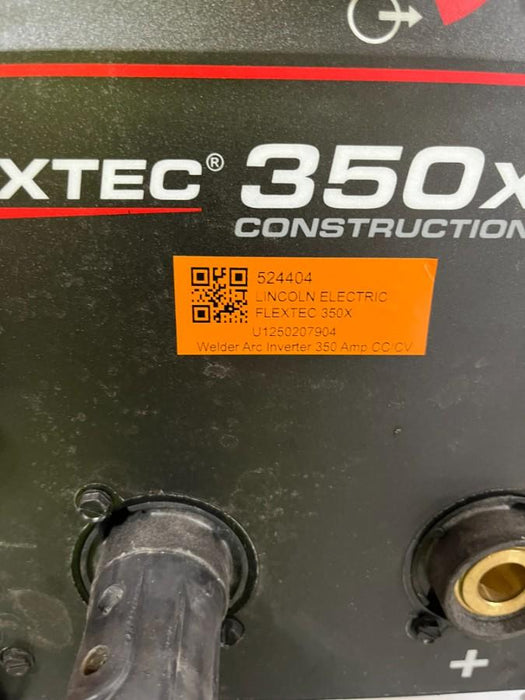 XTEC® 350x
CONSTRUCTION
524404
LINCOLN ELECTRIC
FLEXTEC 350X
U1250207904
Welder Arc Inverter 350 Amp CC/CV
+